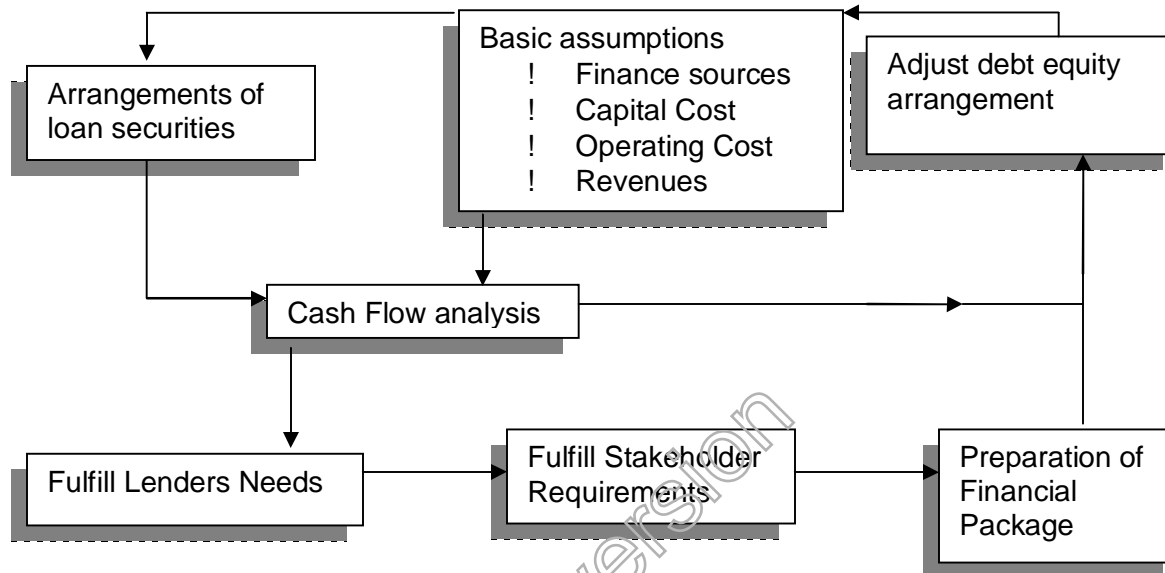 Basic assumptions
! Finance sources
! Capital Cost
! Operating Cost
! Revenues
Adjust debt equity
arrangement
Arrangements of
loan securities
Cash Flow analysis
Fulfill Lenders Needs
Fulfill Stakeholder
Requirements
Preparation of
Financial
Package
ersion